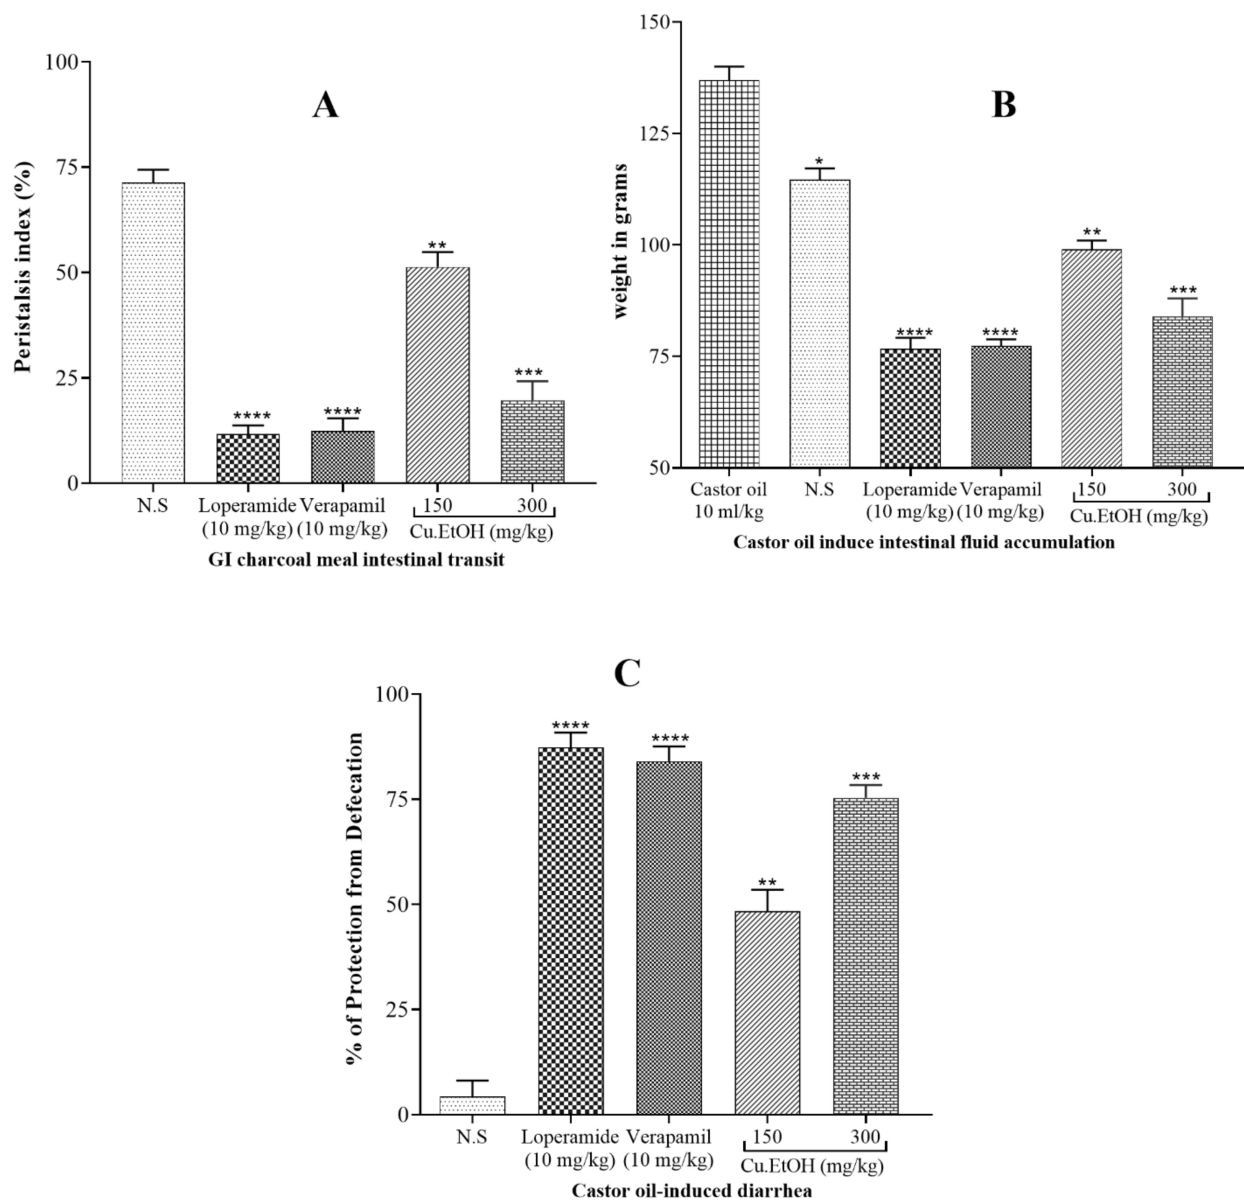 A
Peristalsis index (%)
100
75
50
25
0
**** **** ** ***
N.S Loperamide Verapamil 150 300
(10 mg/kg) (10 mg/kg) Cu.EtOH (mg/kg)
GI charcoal meal intestinal transit
B
weight in grams
150
125
100
75
50
* **** **** ** ***
Castor oil N.S Loperamide Verapamil 150 300
10 ml/kg (10 mg/kg) (10 mg/kg) Cu.EtOH (mg/kg)
Castor oil induce intestinal fluid accumulation
C
% of Protection from Defecation
100
75
50
25
0
**** **** ** ***
N.S Loperamide Verapamil 150 300
(10 mg/kg) (10 mg/kg) Cu.EtOH (mg/kg)
Castor oil-induced diarrhea